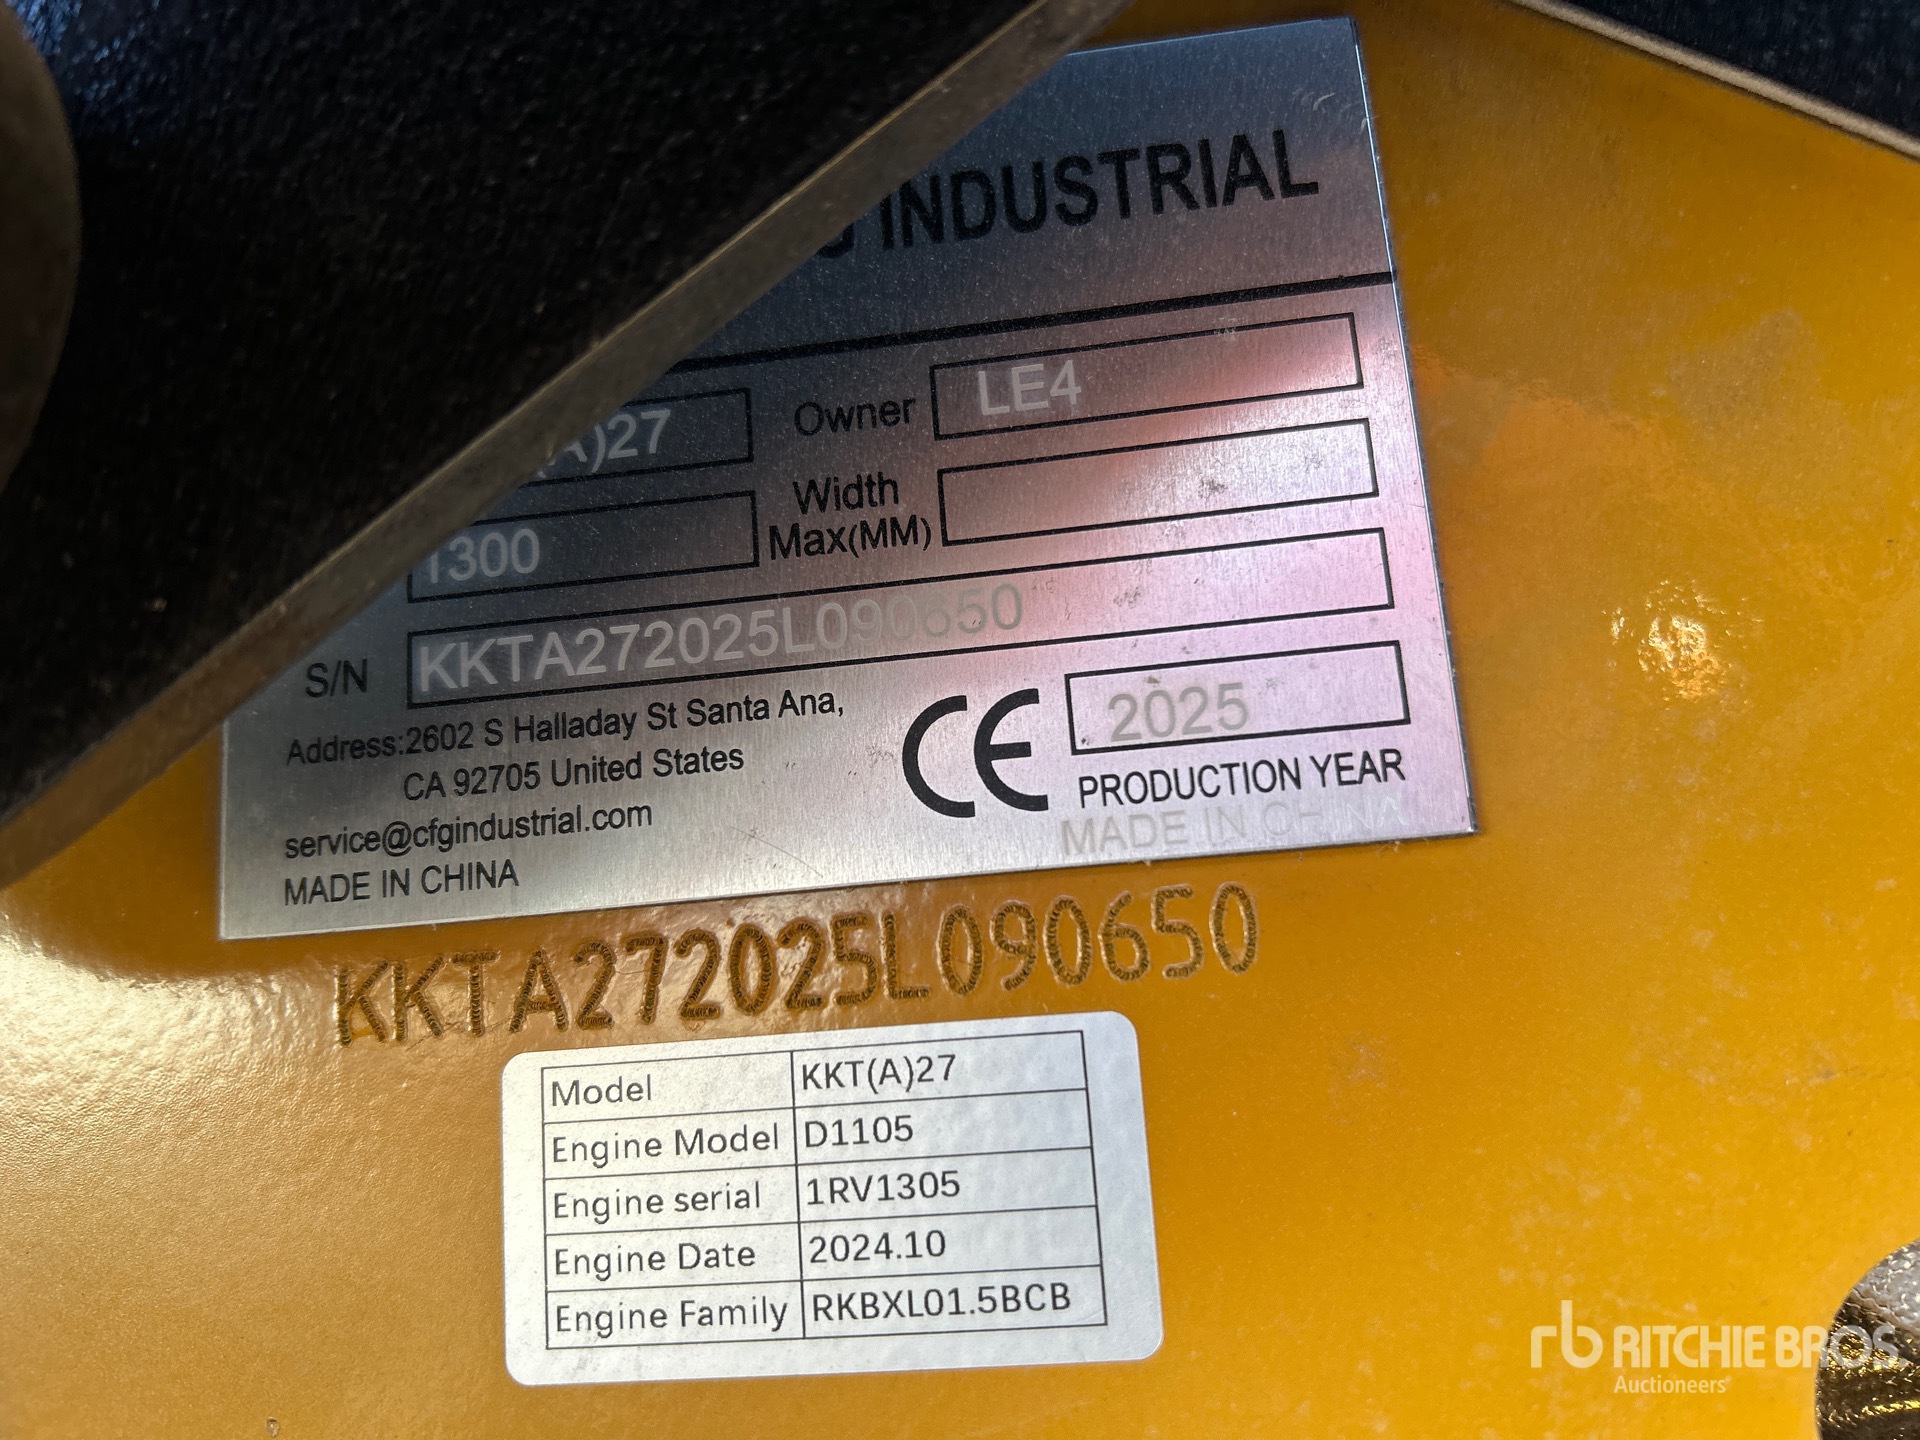 INDUSTRIAL
(A)27
Owner LE4
1300
Width
Max(MM)
S/N KKTA272025L090650
Address:2602 S Halladay St Santa Ana,
CA 92705 United States
service@cfgindustrial.com
MADE IN CHINA
CE
2025
PRODUCTION YEAR
MADE IN CHINA
KKTA272025L090650
Model KKT(A)27
Engine Model D1105
Engine serial 1RV1305
Engine Date 2024.10
Engine Family RKBXL01.5BCB
rb RITCHIE BROS.
Auctioneers